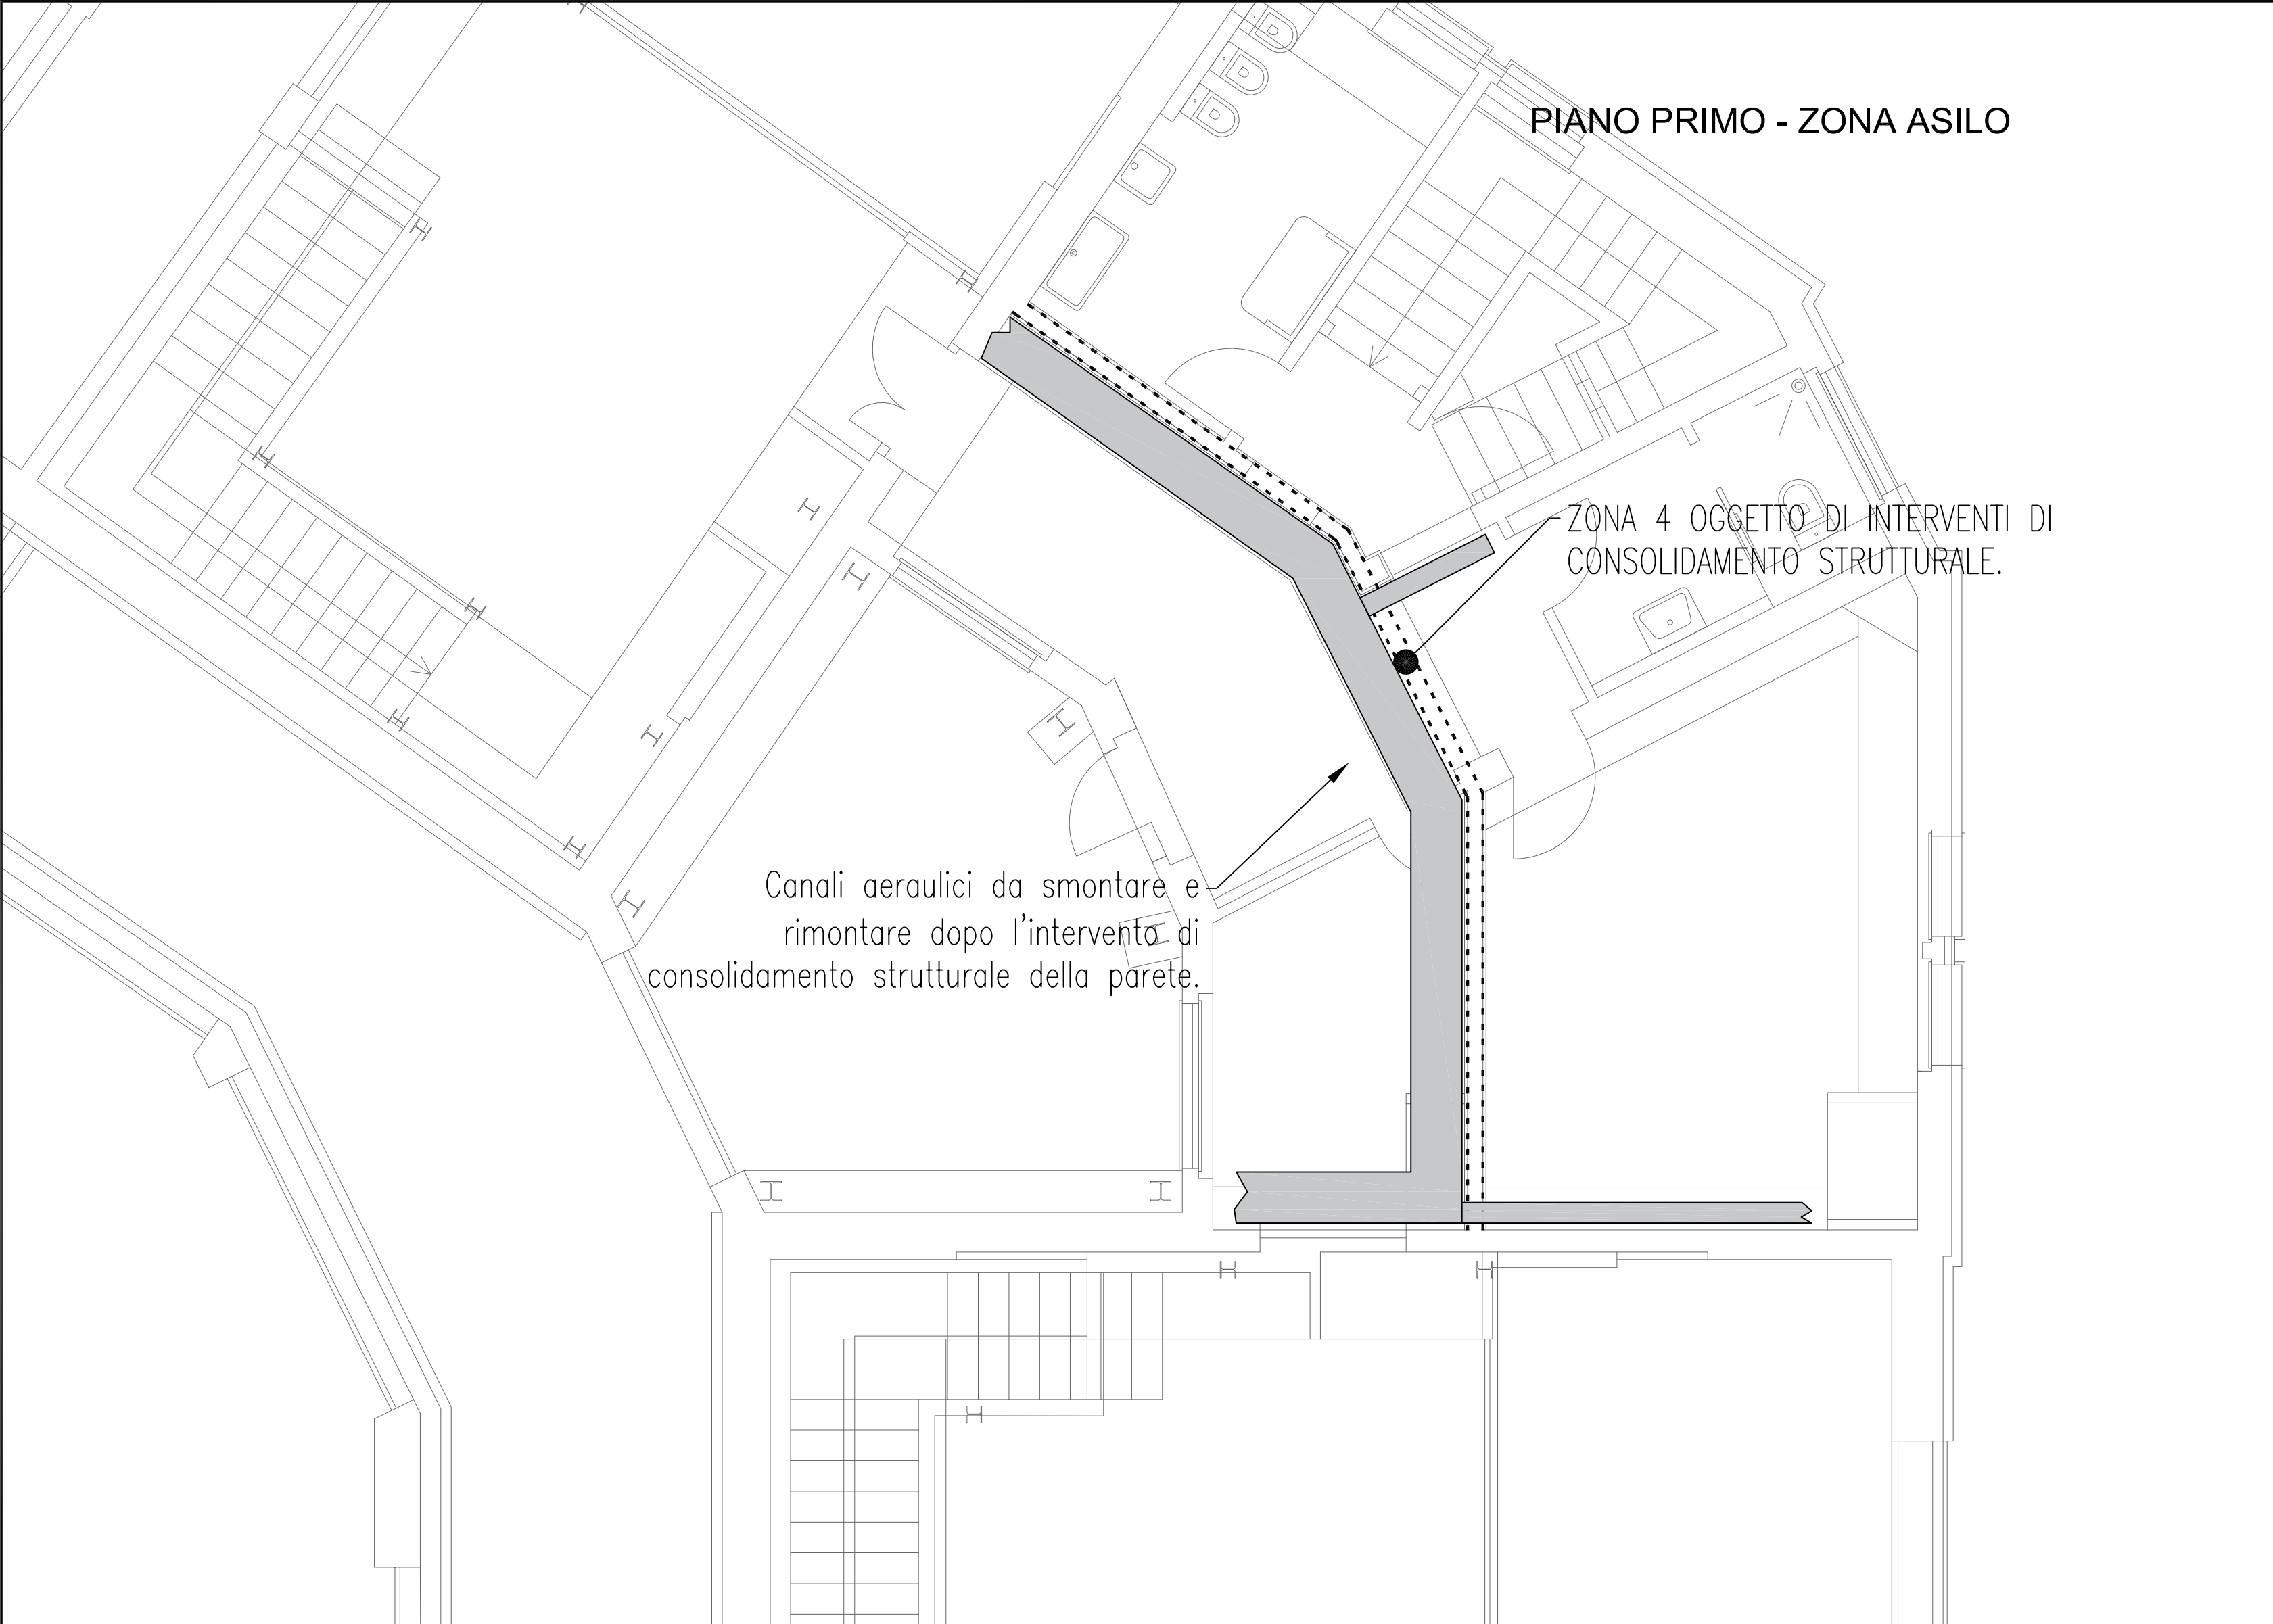 PIANO PRIMO - ZONA ASILO
ZONA 4 OGGETTO DI INTERVENTI DI
CONSOLIDAMENTO STRUTTURALE.
Canali aeraulici da smontare e
rimontare dopo l'intervento di
consolidamento strutturale della parete.